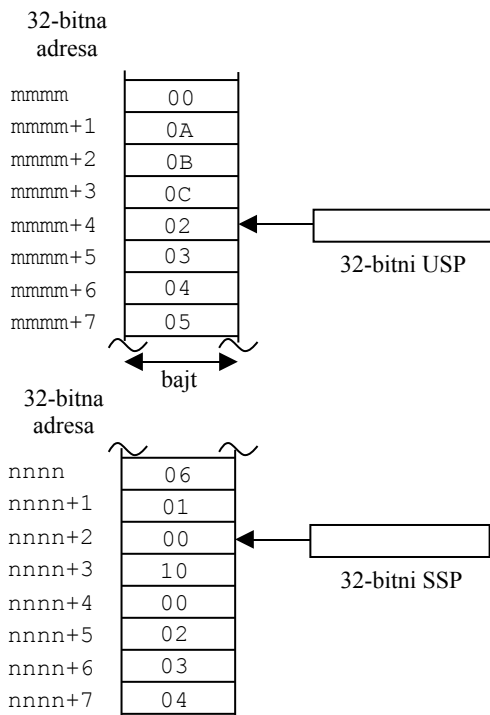 32-bitna
adresa
mmmm 00
mmmm+1 0A
mmmm+2 0B
mmmm+3 0C
mmmm+4 02
32-bitni USP
mmmm+5 03
mmmm+6 04
mmmm+7 05
bajt
32-bitna
adresa
nnnn 06
nnnn+1 01
nnnn+2 00
nnnn+3 10
32-bitni SSP
nnnn+4 00
nnnn+5 02
nnnn+6 03
nnnn+7 04